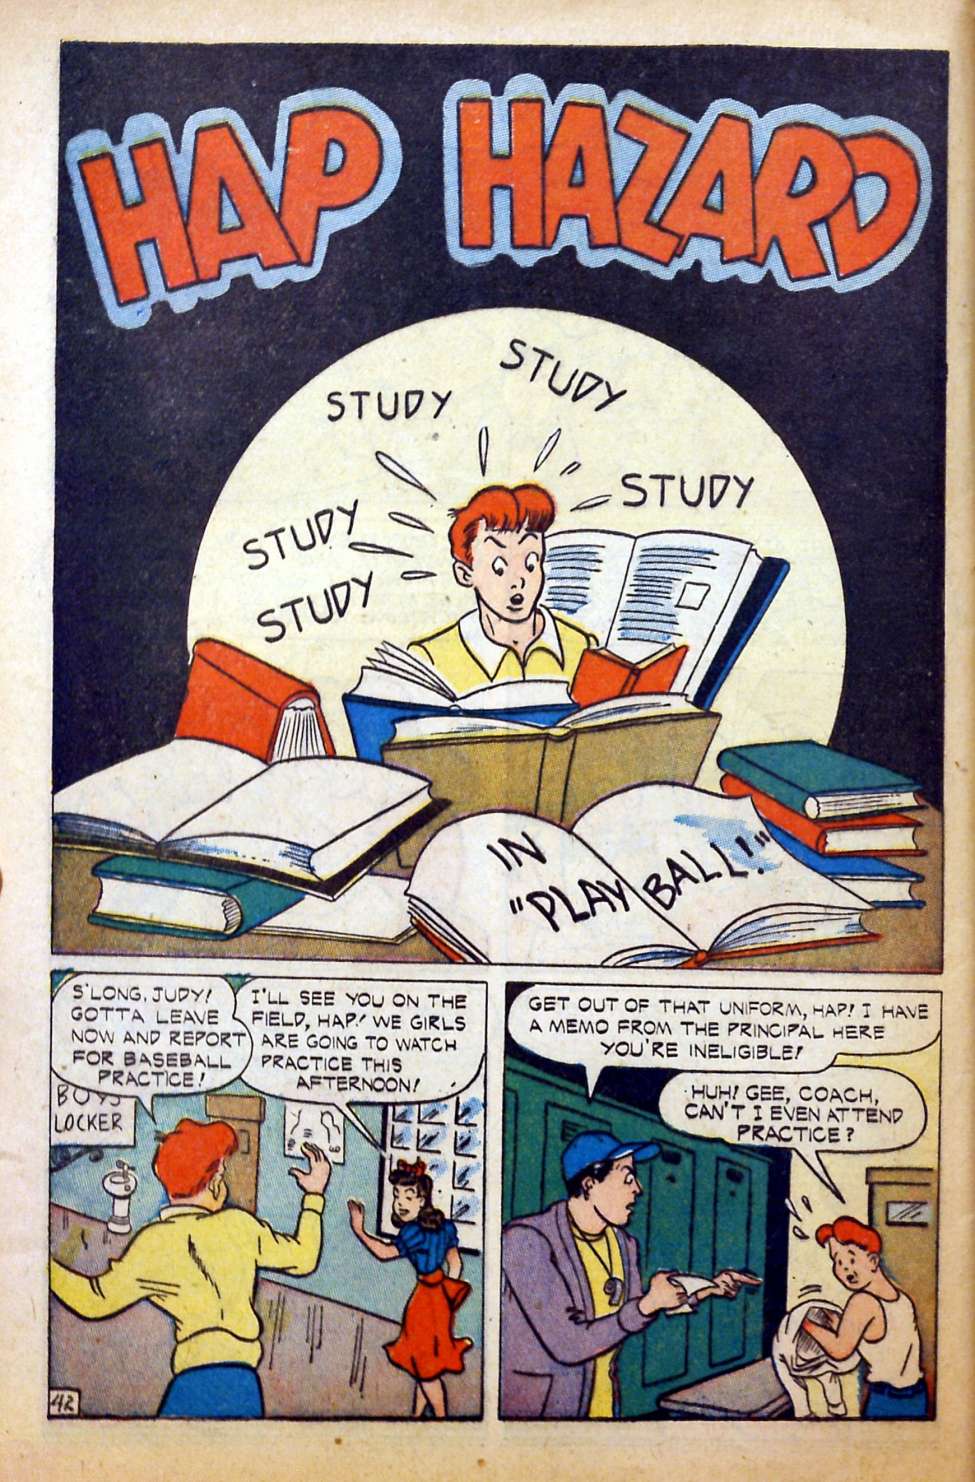 HAP HAZARD
STUDY
STUDY
STUDY
STUDY
STUDY
IN
"PLAY BALL!"
S'LONG, JUDY!
GOTTA LEAVE
NOW AND REPORT
FOR BASEBALL
PRACTICE!
I'LL SEE YOU ON THE
FIELD, HAP! WE GIRLS
ARE GOING TO WATCH
PRACTICE THIS
AFTERNOON!
BOYS
LOCKER
42
GET OUT OF THAT UNIFORM, HAP! I HAVE
A MEMO FROM THE PRINCIPAL HERE
YOU'RE INELIGIBLE!
HUH! GEE, COACH,
CAN'T I EVEN ATTEND
PRACTICE?